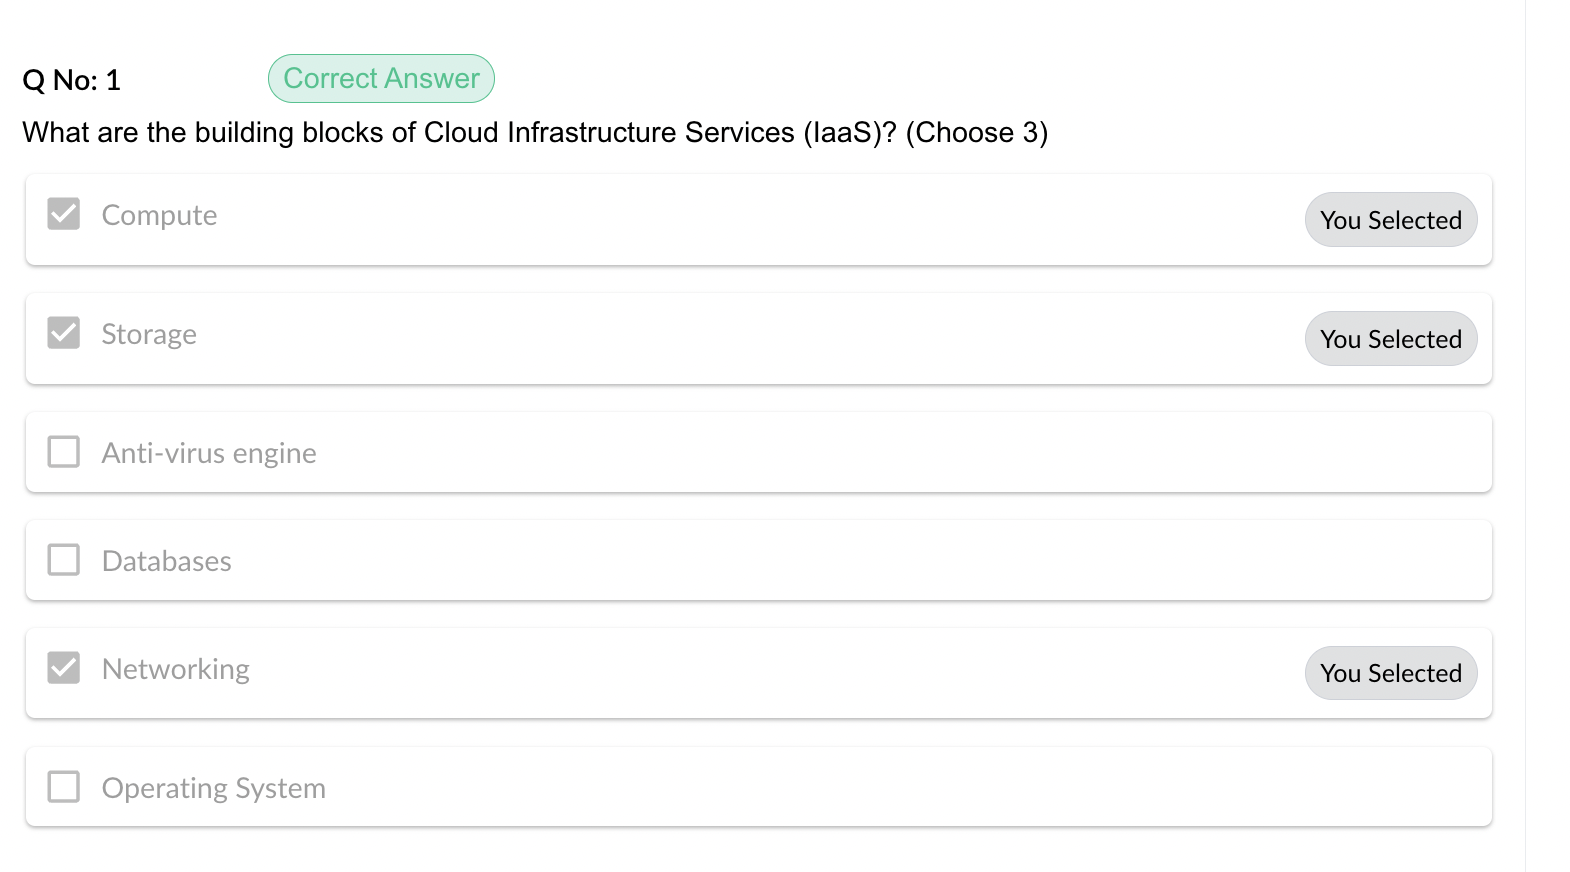 Q No: 1
Correct Answer
What are the building blocks of Cloud Infrastructure Services (IaaS)? (Choose 3)
Compute
You Selected
Storage
You Selected
Anti-virus engine
Databases
Networking
You Selected
Operating System